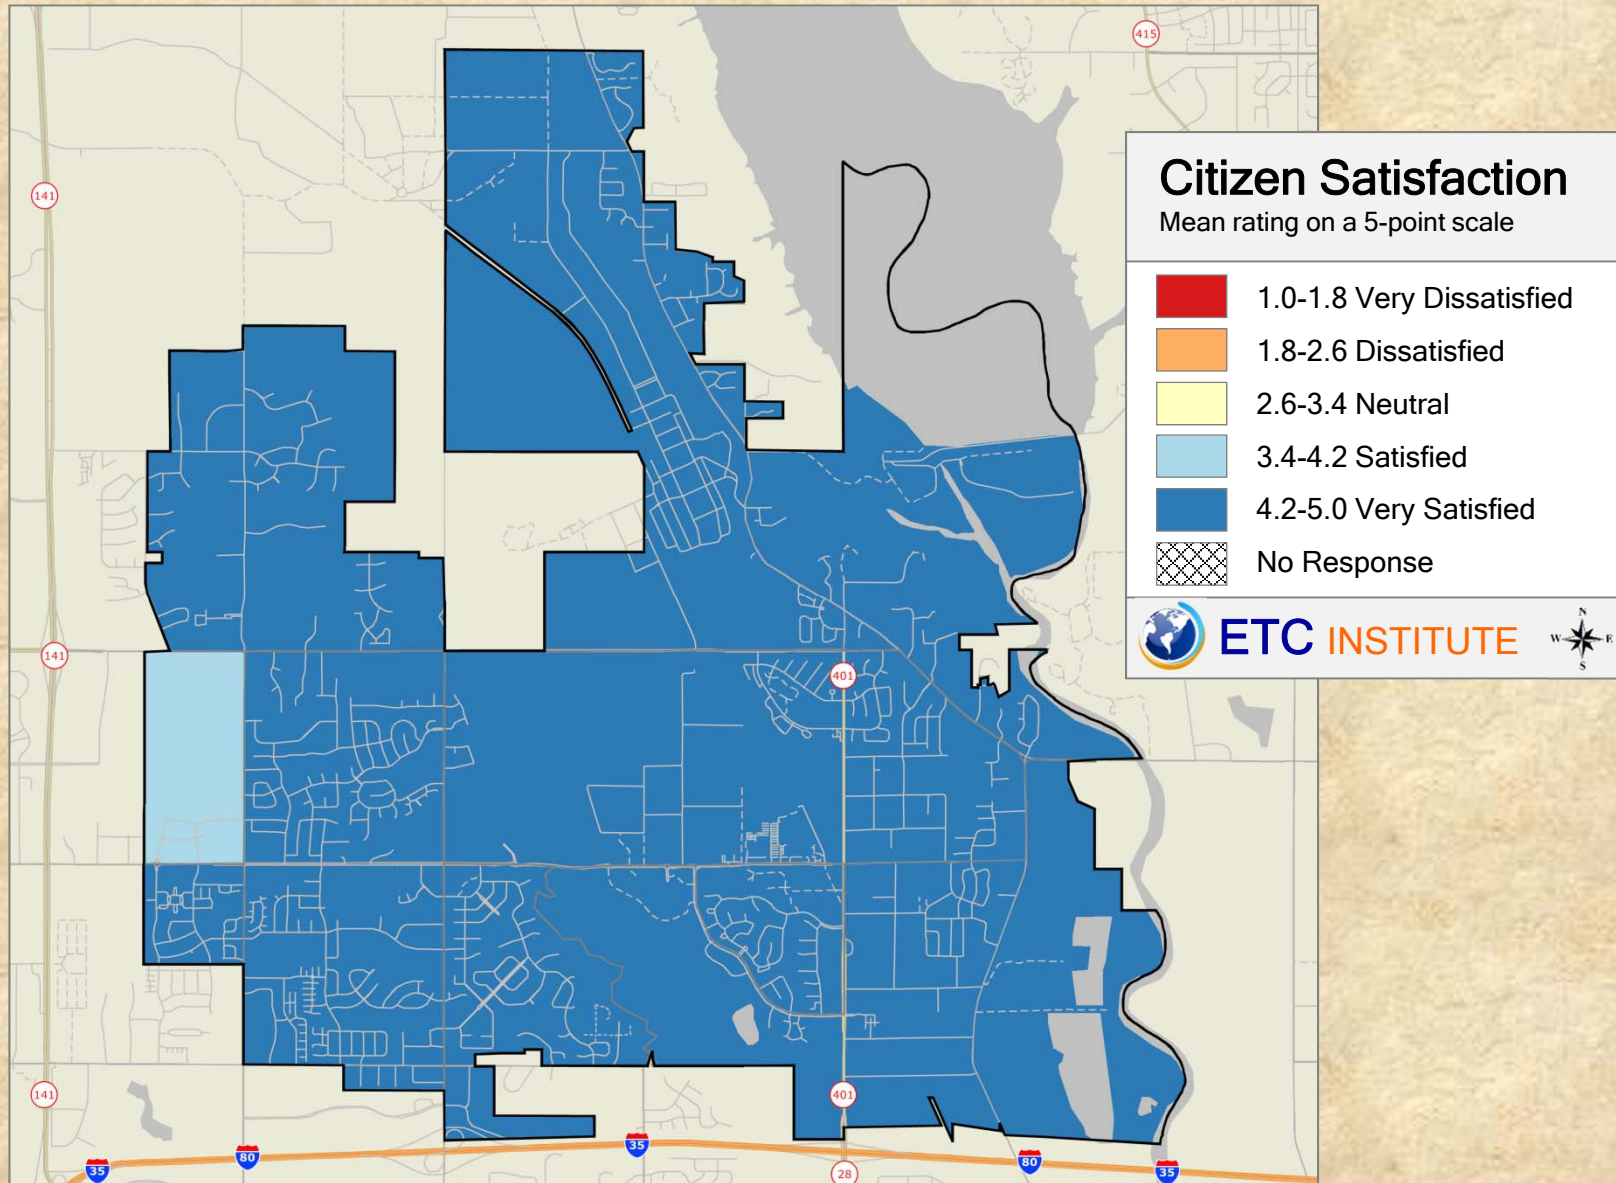 415
141
Citizen Satisfaction
Mean rating on a 5-point scale
1.0-1.8 Very Dissatisfied
1.8-2.6 Dissatisfied
2.6-3.4 Neutral
3.4-4.2 Satisfied
4.2-5.0 Very Satisfied
No Response
ETC INSTITUTE
N
W E
S
141
401
141
401
35
80
35
80
35
28